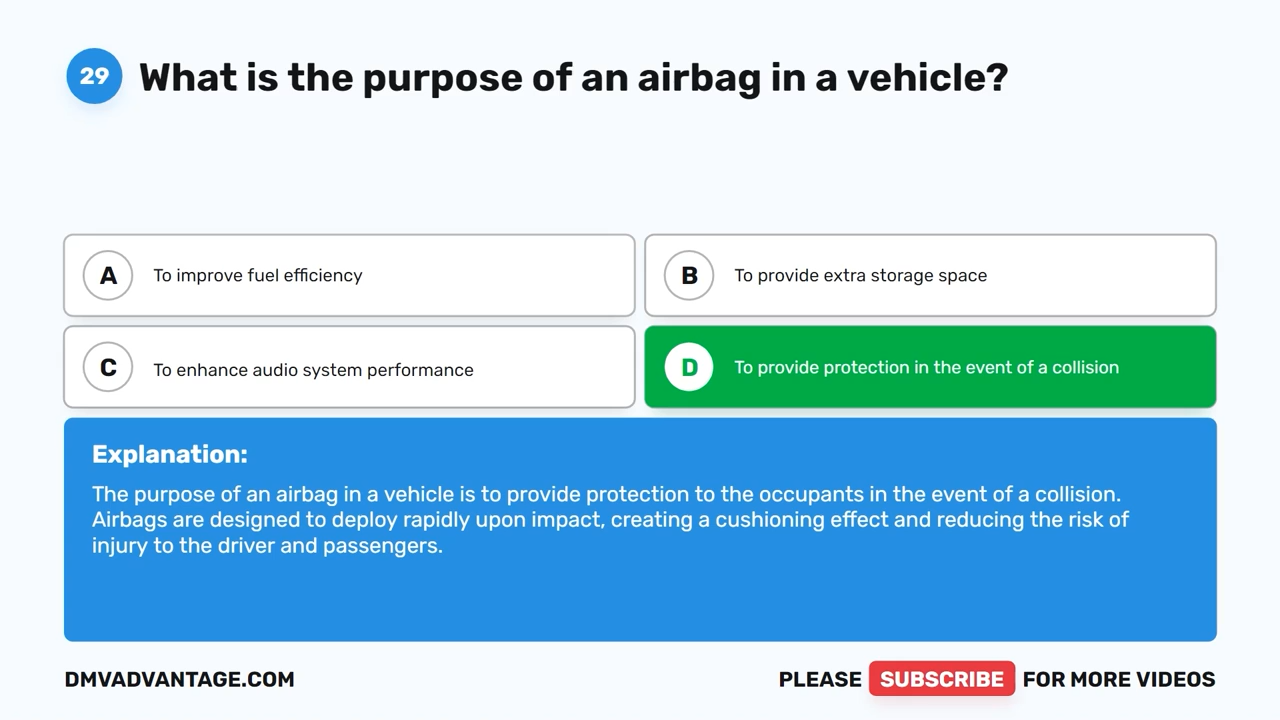 29 What is the purpose of an airbag in a vehicle?
A To improve fuel efficiency
B To provide extra storage space
C To enhance audio system performance
D To provide protection in the event of a collision
Explanation:
The purpose of an airbag in a vehicle is to provide protection to the occupants in the event of a collision.
Airbags are designed to deploy rapidly upon impact, creating a cushioning effect and reducing the risk of
injury to the driver and passengers.
DMVADVANTAGE.COM
PLEASE SUBSCRIBE FOR MORE VIDEOS